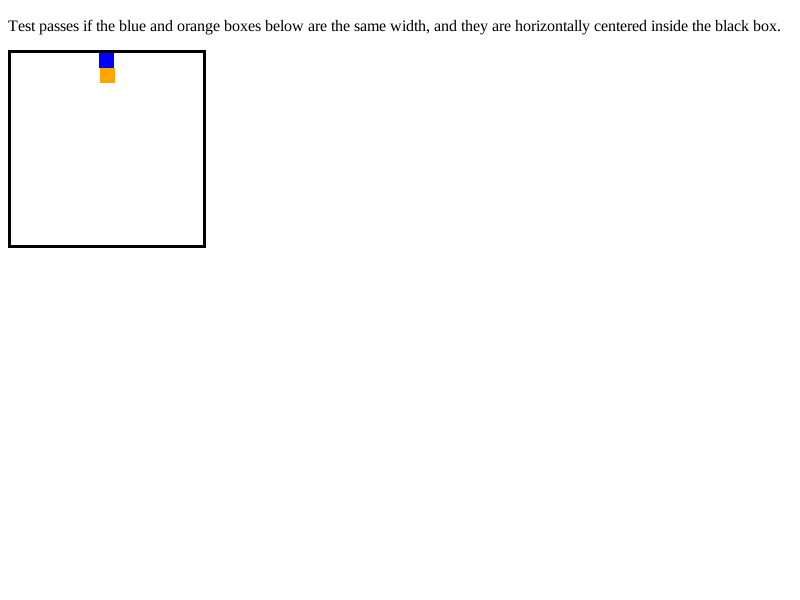 Test passes if the blue and orange boxes below are the same width, and they are horizontally centered inside the black box.